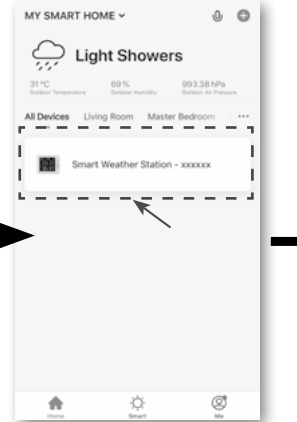 MY SMART HOME
Light Showers
31 °C 69% 993.38 hPa
Outdoor Temperature Outdoor Humidity Outdoor Air Pressure
All Devices Living Room Master Bedroom ...
Smart Weather Station - xxxxxx
Home Smart Me